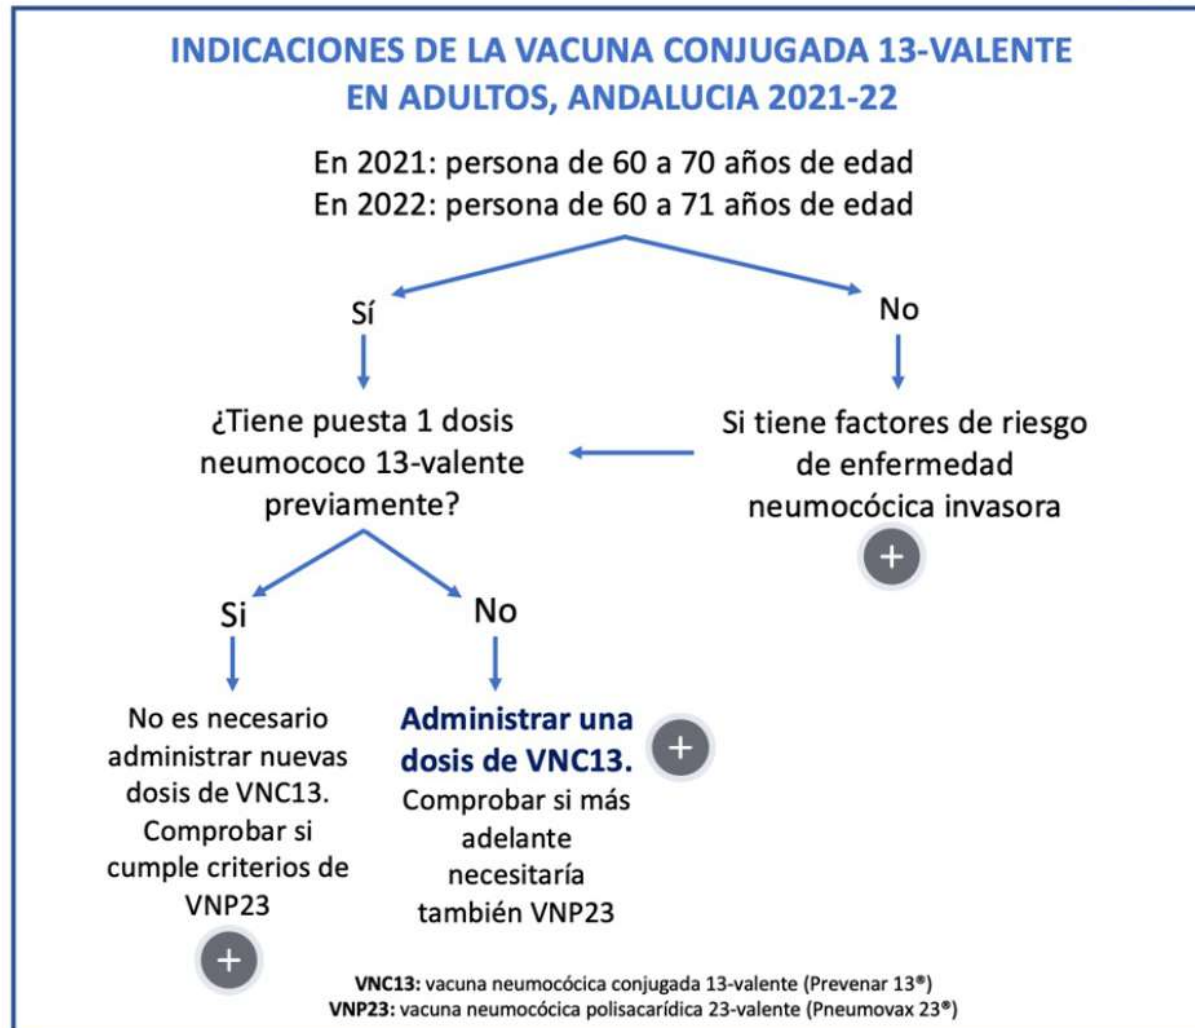 INDICACIONES DE LA VACUNA CONJUGADA 13-VALENTE
EN ADULTOS, ANDALUCIA 2021-22
En 2021: persona de 60 a 70 años de edad
En 2022: persona de 60 a 71 años de edad
Sí
No
¿Tiene puesta 1 dosis
neumococo 13-valente
previamente?
Si tiene factores de riesgo
de enfermedad
neumocócica invasora
+
Si
No
No es necesario
administrar nuevas
dosis de VNC13.
Comprobar si
cumple criterios de
VNP23
+
Administrar una
dosis de VNC13.
+
Comprobar si más
adelante
necesitaría
también VNP23
VNC13: vacuna neumocócica conjugada 13-valente (Prevenar 13®)
VNP23: vacuna neumocócica polisacarídica 23-valente (Pneumovax 23®)